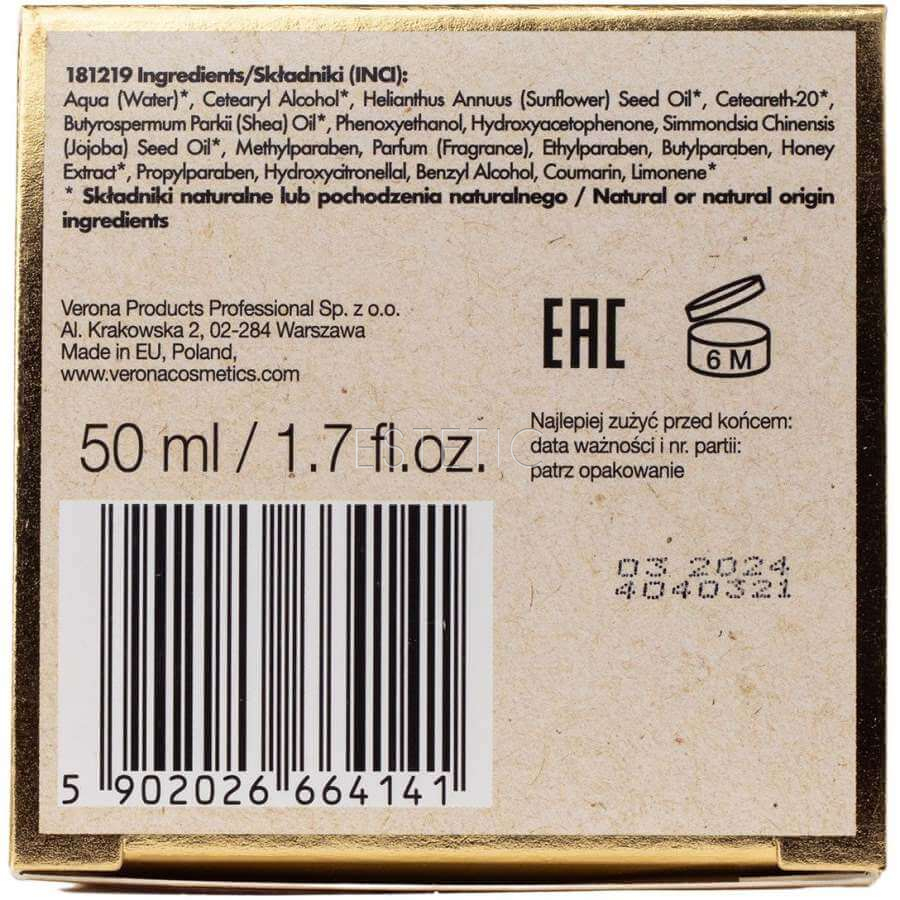 181219 Ingredients/Składniki (INCI):
Aqua (Water)*, Cetearyl Alcohol*, Helianthus Annuus (Sunflower) Seed Oil*, Ceteareth-20*,
Butyrospermum Parkii (Shea) Oil*, Phenoxyethanol, Hydroxyacetophenone, Simmondsia Chinensis
(Jojoba) Seed Oil*, Methylparaben, Parfum (Fragrance), Ethylparaben, Butylparaben, Honey
Extract*, Propylparaben, Hydroxycitronellal, Benzyl Alcohol, Coumarin, Limonene*
* Składniki naturalne lub pochodzenia naturalnego / Natural or natural origin
ingredients
Verona Products Professional Sp. z o.o.
Al. Krakowska 2, 02-284 Warszawa
Made in EU, Poland,
www.veronacosmetics.com
EAC
6 M
50 ml / 1.7 fl.oz.
Najlepiej zużyć przed końcem:
data ważności i nr. partii:
patrz opakowanie
03 2024
4040321
5 902026 664141